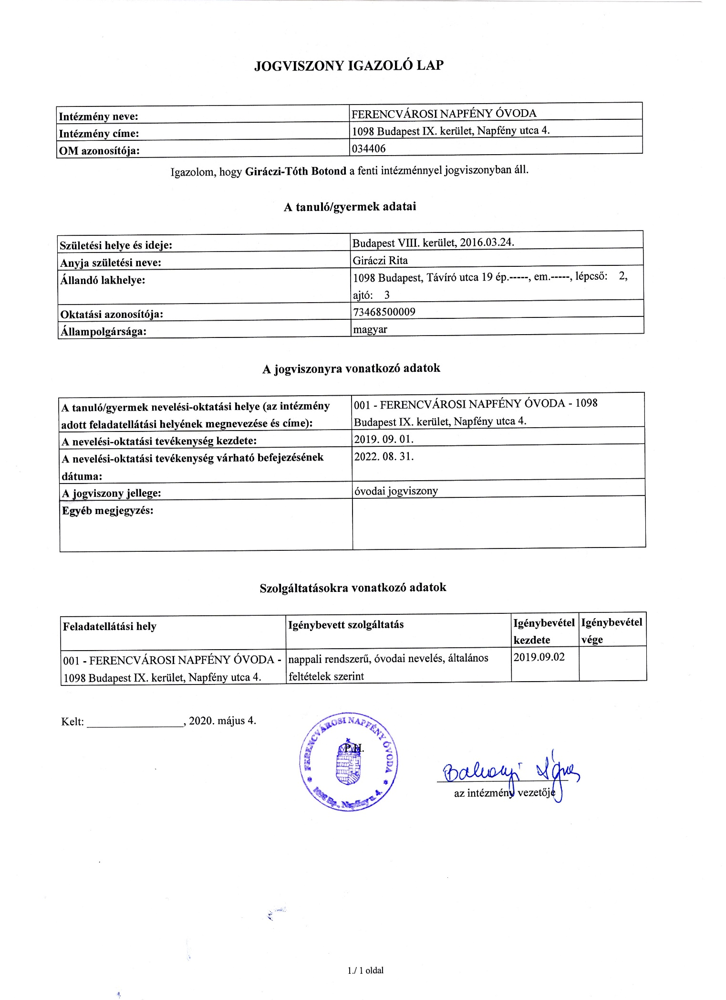 JOGVISZONY IGAZOLÓ LAP
Intézmény neve: FERENCVÁROSI NAPFÉNY ÓVODA
Intézmény címe: 1098 Budapest IX. kerület, Napfény utca 4.
OM azonosítója: 034406
Igazolom, hogy Giráczi-Tóth Botond a fenti intézménnyel jogviszonyban áll.
A tanuló/gyermek adatai
Születési helye és ideje: Budapest VIII. kerület, 2016.03.24.
Anyja születési neve: Giráczi Rita
Állandó lakhelye: 1098 Budapest, Távíró utca 19 ép.-----, em.-----, lépcső: 2,
ajtó: 3
Oktatási azonosítója: 73468500009
Állampolgársága: magyar
A jogviszonyra vonatkozó adatok
A tanuló/gyermek nevelési-oktatási helye (az intézmény 001 - FERENCVÁROSI NAPFÉNY ÓVODA - 1098
adott feladatellátási helyének megnevezése és címe): Budapest IX. kerület, Napfény utca 4.
A nevelési-oktatási tevékenység kezdete: 2019. 09. 01.
A nevelési-oktatási tevékenység várható befejezésének 2022. 08. 31.
dátuma:
A jogviszony jellege: óvodai jogviszony
Egyéb megjegyzés:
Szolgáltatásokra vonatkozó adatok
Feladatellátási hely Igénybevett szolgáltatás Igénybevétel Igénybevétel
kezdete vége
001 - FERENCVÁROSI NAPFÉNY ÓVODA - nappali rendszerű, óvodai nevelés, általános 2019.09.02
1098 Budapest IX. kerület, Napfény utca 4. feltételek szerint
Kelt: _________________, 2020. május 4.
FERENCVÁROSI NAPFÉNY ÓVODA
P.H.
* 1098 Bp., Napfény u. 4. *
az intézmény vezetője
1./ 1 oldal